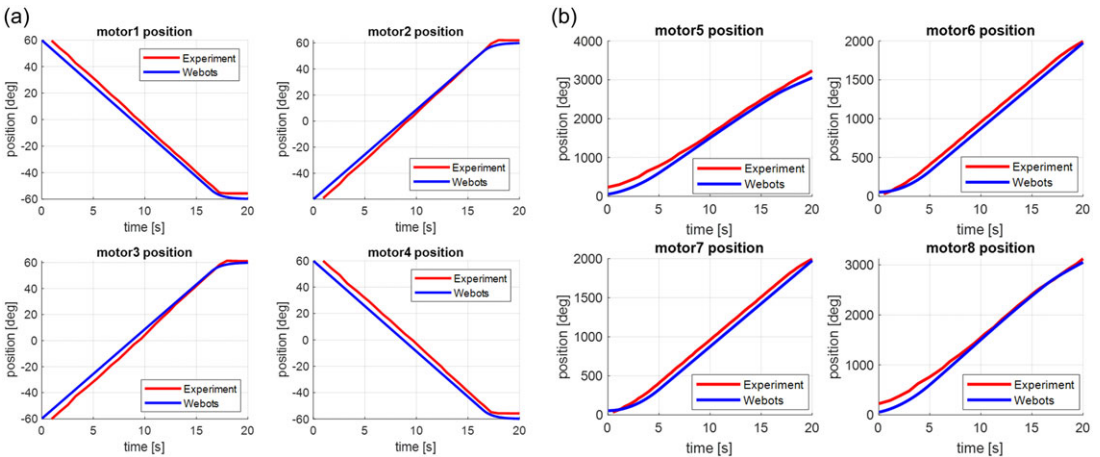 (a)
motor1 position
60
40
20
0
-20
-40
-60
position [deg]
0 5 10 15 20
time [s]
Experiment
Webots
motor2 position
60
40
20
0
-20
-40
position [deg]
0 5 10 15 20
time [s]
Experiment
Webots
motor3 position
60
40
20
0
-20
-40
-60
position [deg]
0 5 10 15 20
time [s]
Experiment
Webots
motor4 position
60
40
20
0
-20
-40
-60
position [deg]
0 5 10 15 20
time [s]
Experiment
Webots
(b)
motor5 position
4000
3000
2000
1000
0
position [deg]
0 5 10 15 20
time [s]
Experiment
Webots
motor6 position
2000
1500
1000
500
0
position [deg]
0 5 10 15 20
time [s]
Experiment
Webots
motor7 position
2000
1500
1000
500
0
position [deg]
0 5 10 15 20
time [s]
Experiment
Webots
motor8 position
3000
2000
1000
0
position [deg]
0 5 10 15 20
time [s]
Experiment
Webots